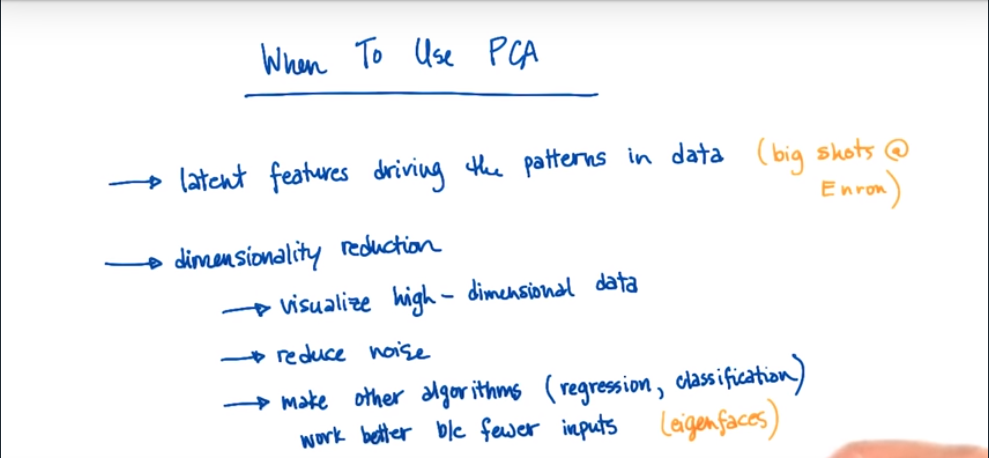 When To Use PCA
→ latent features driving the patterns in data (big shots @
Enron)
→ dimensionality reduction
→ visualize high-dimensional data
→ reduce noise
→ make other algorithms (regression, classification)
work better b/c fewer inputs (eigenfaces)